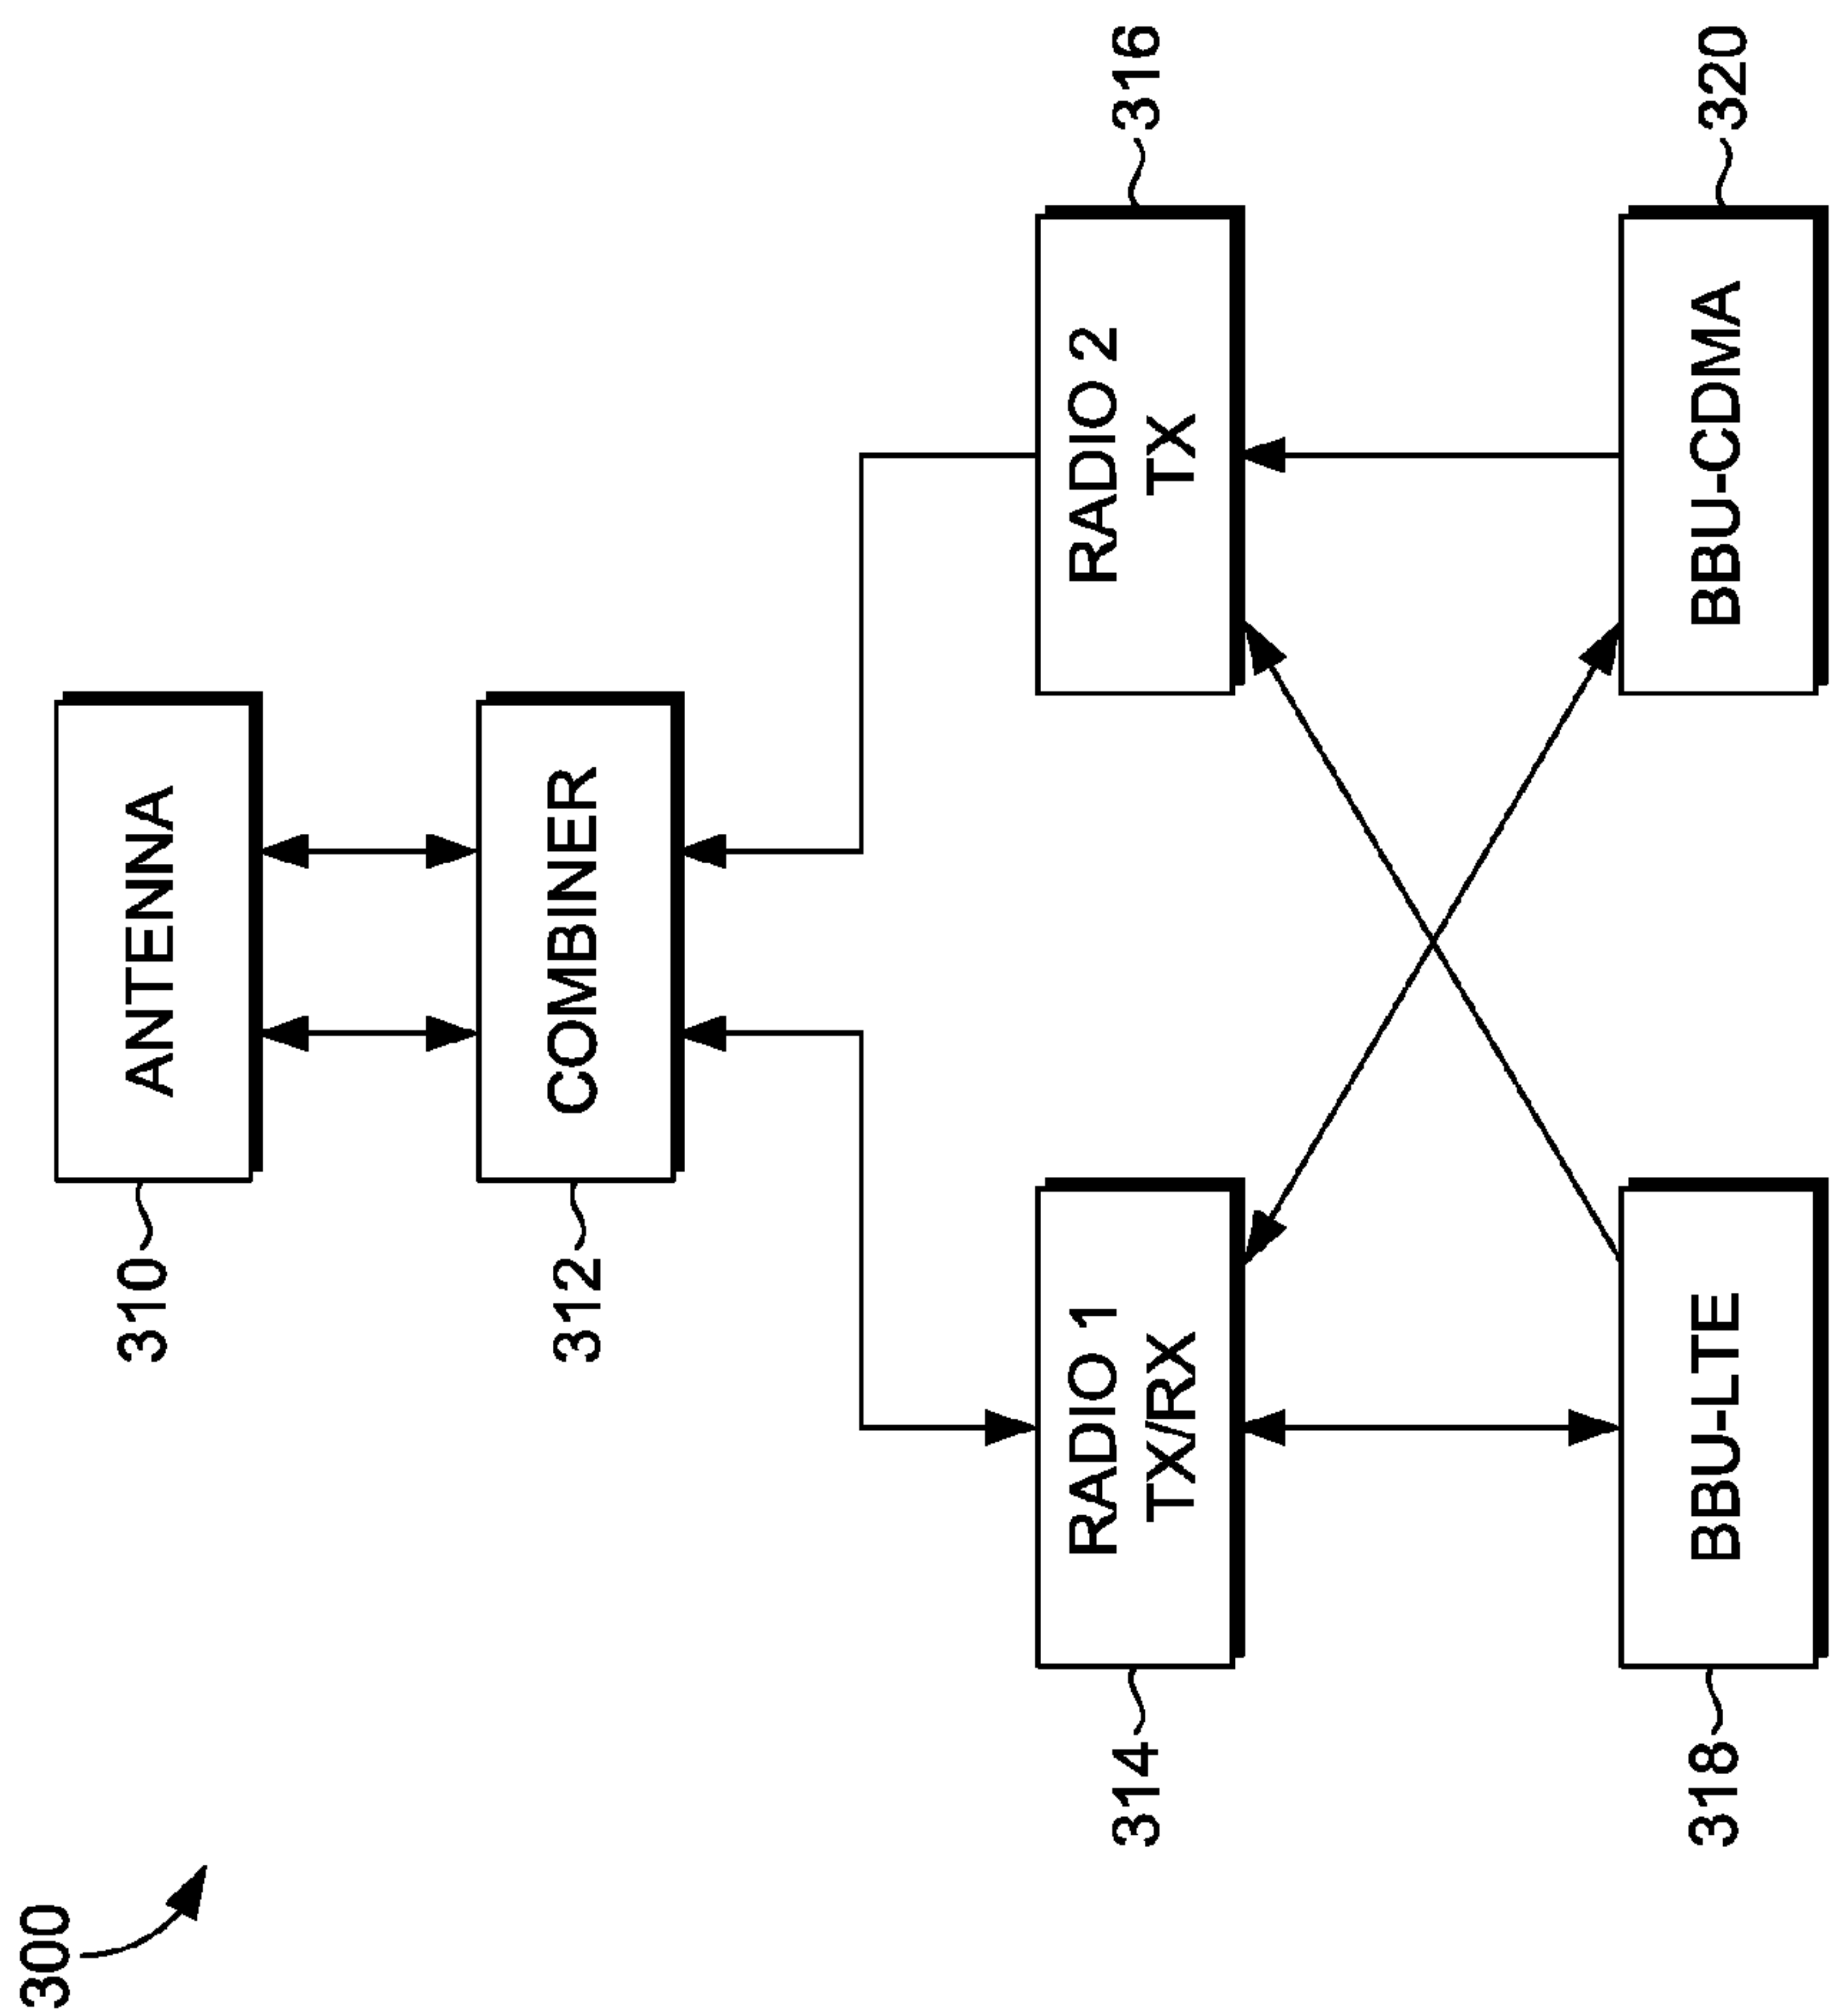 300
310
ANTENNA
312
COMBINER
314
RADIO 1
TX/RX
RADIO 2
TX
316
318
BBU-LTE
BBU-CDMA
320